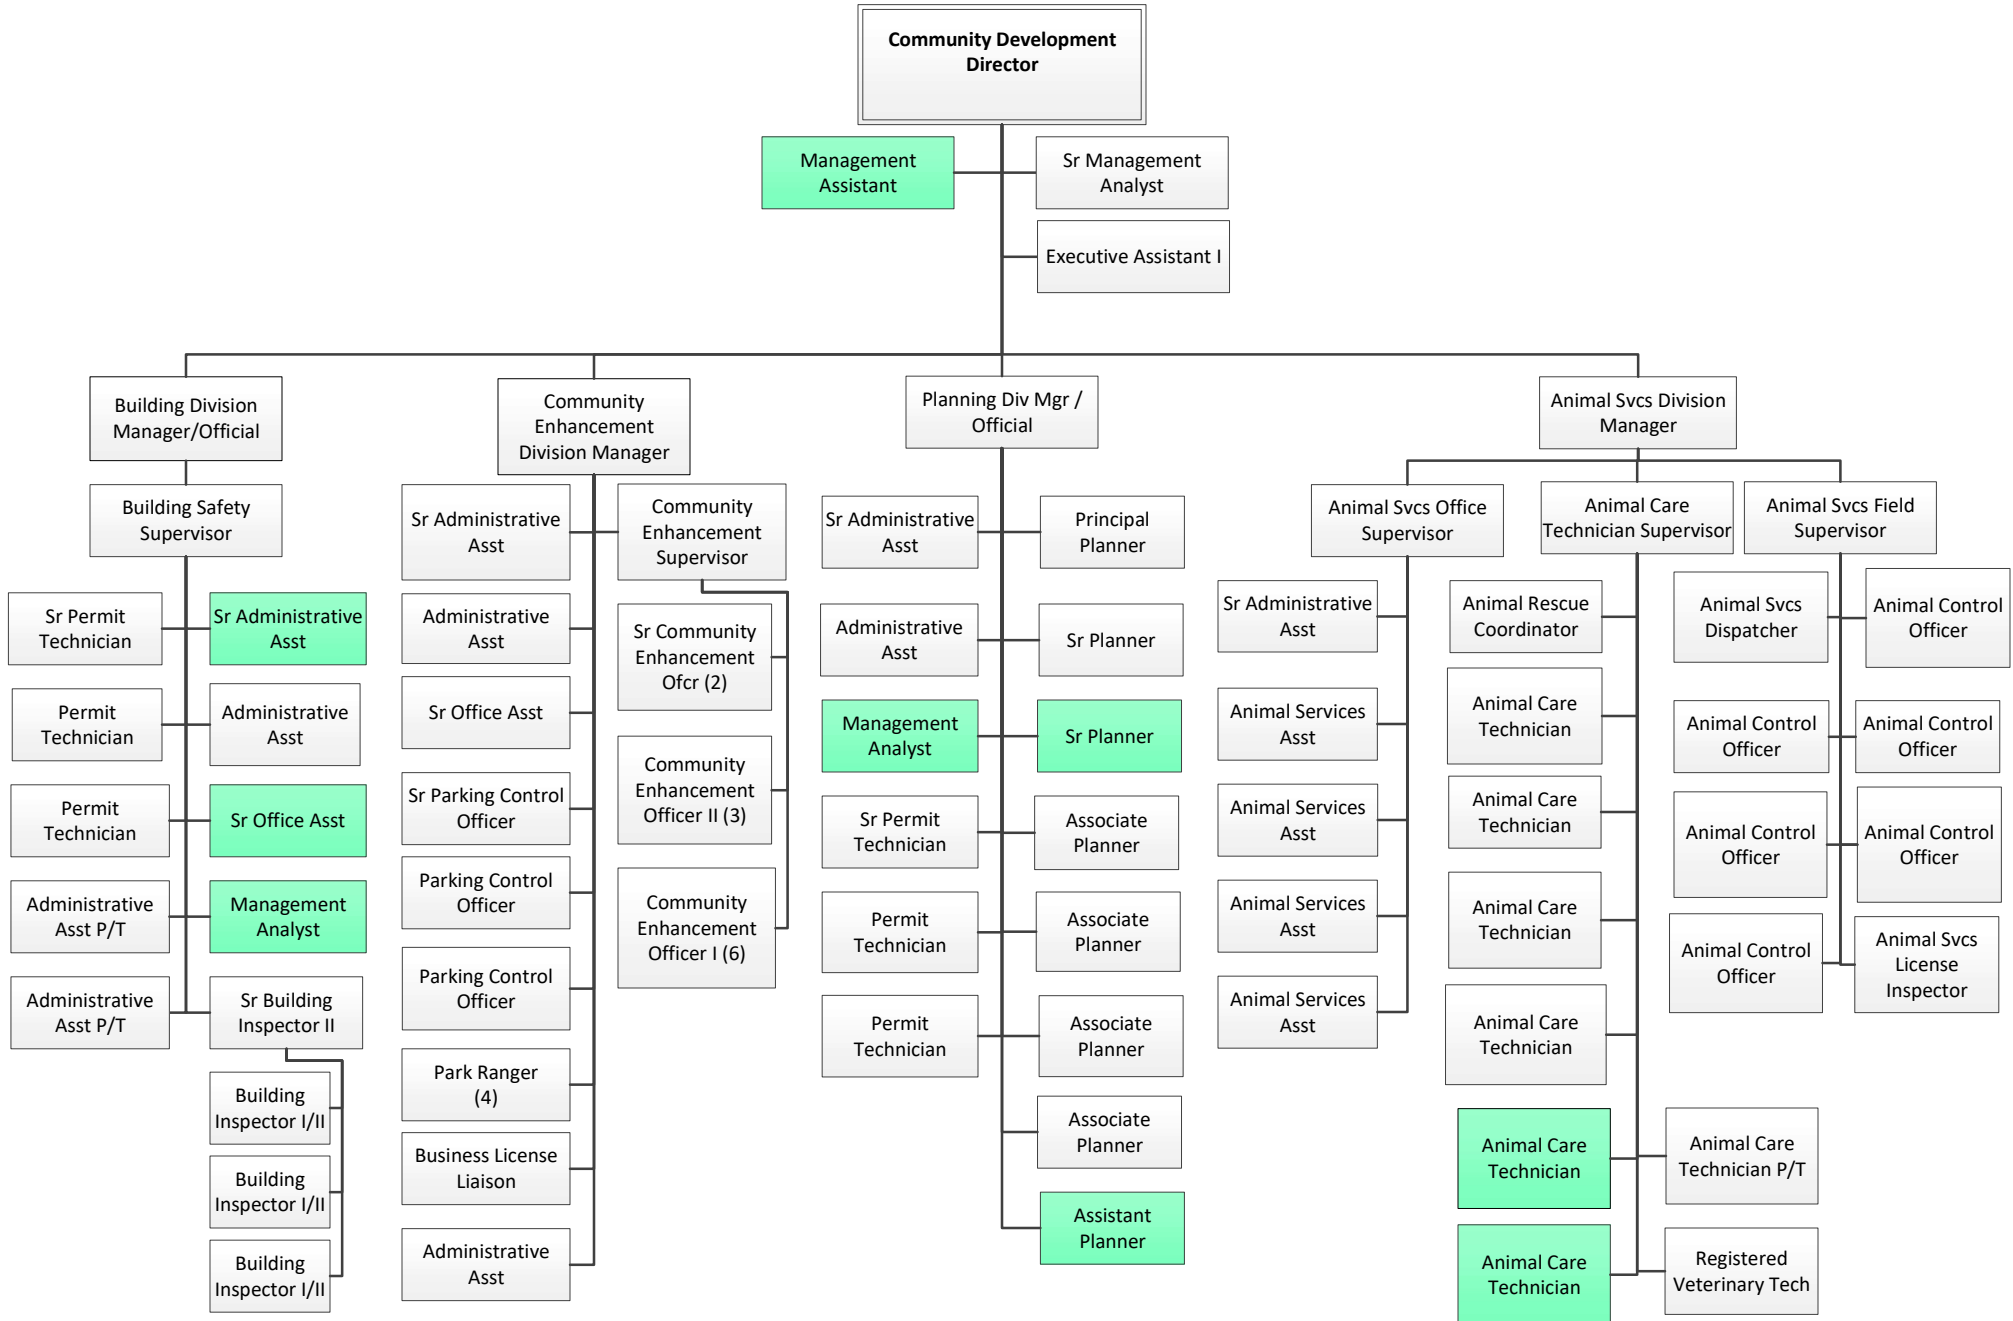 Community Development
Director
Management
Assistant
Sr Management
Analyst
Executive Assistant I
Building Division
Manager/Official
Building Safety
Supervisor
Sr Permit
Technician
Sr Administrative
Asst
Permit
Technician
Administrative
Asst
Permit
Technician
Sr Office Asst
Administrative
Asst P/T
Management
Analyst
Administrative
Asst P/T
Sr Building
Inspector II
Building
Inspector I/II
Building
Inspector I/II
Building
Inspector I/II
Community
Enhancement
Division Manager
Sr Administrative
Asst
Administrative
Asst
Sr Office Asst
Sr Parking Control
Officer
Parking Control
Officer
Parking Control
Officer
Park Ranger
(4)
Business License
Liaison
Administrative
Asst
Community
Enhancement
Supervisor
Sr Community
Enhancement
Ofcr (2)
Community
Enhancement
Officer II (3)
Community
Enhancement
Officer I (6)
Planning Div Mgr /
Official
Sr Administrative
Asst
Principal
Planner
Administrative
Asst
Sr Planner
Management
Analyst
Sr Planner
Sr Permit
Technician
Associate
Planner
Permit
Technician
Associate
Planner
Permit
Technician
Associate
Planner
Associate
Planner
Assistant
Planner
Animal Svcs Division
Manager
Animal Svcs Office
Supervisor
Sr Administrative
Asst
Animal Services
Asst
Animal Services
Asst
Animal Services
Asst
Animal Services
Asst
Animal Care
Technician Supervisor
Animal Rescue
Coordinator
Animal Care
Technician
Animal Care
Technician
Animal Care
Technician
Animal Care
Technician
Animal Care
Technician
Animal Care
Technician P/T
Animal Care
Technician
Registered
Veterinary Tech
Animal Svcs Field
Supervisor
Animal Svcs
Dispatcher
Animal Control
Officer
Animal Control
Officer
Animal Control
Officer
Animal Control
Officer
Animal Control
Officer
Animal Control
Officer
Animal Svcs
License
Inspector